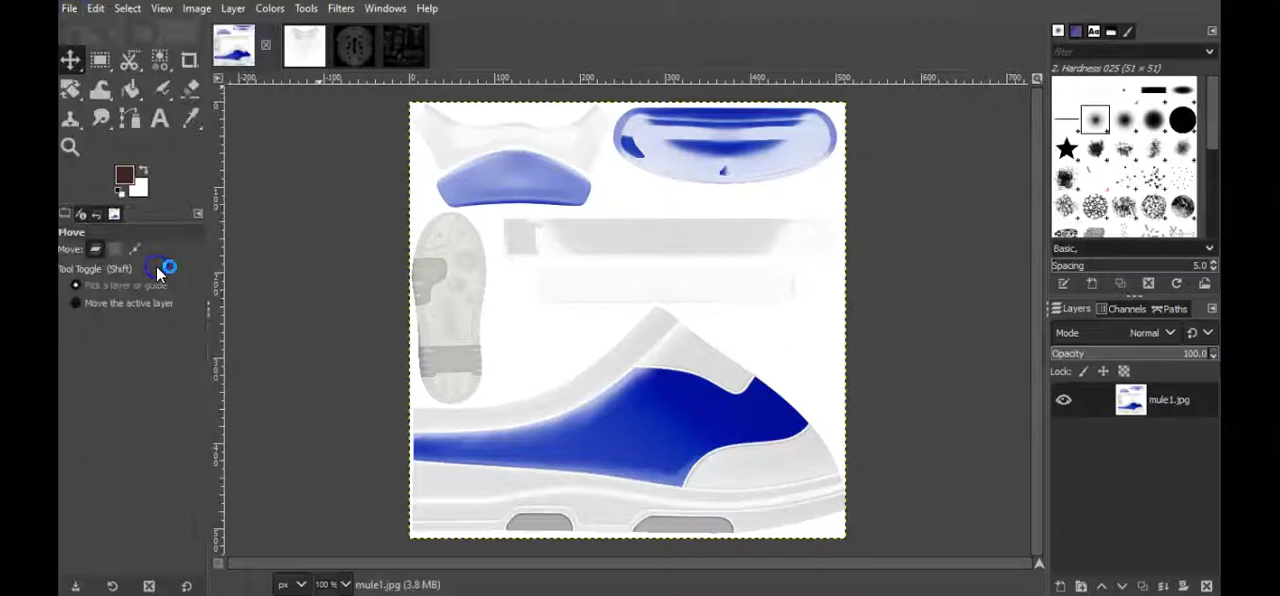 File Edit Select View Image Layer Colors Tools Filters Windows Help
filter
2. Hardness 025 (51 × 51)
Move
Move:
Tool Toggle (Shift)
Pick a layer or guide
Move the active layer
Basic,
Spacing 5.0
Layers Channels Paths
Mode Normal
Opacity 100.0
Lock:
mule1.jpg
px 100 % mule1.jpg (3.8 MB)
-200 -100 0 100 200 300 400 500 600 700